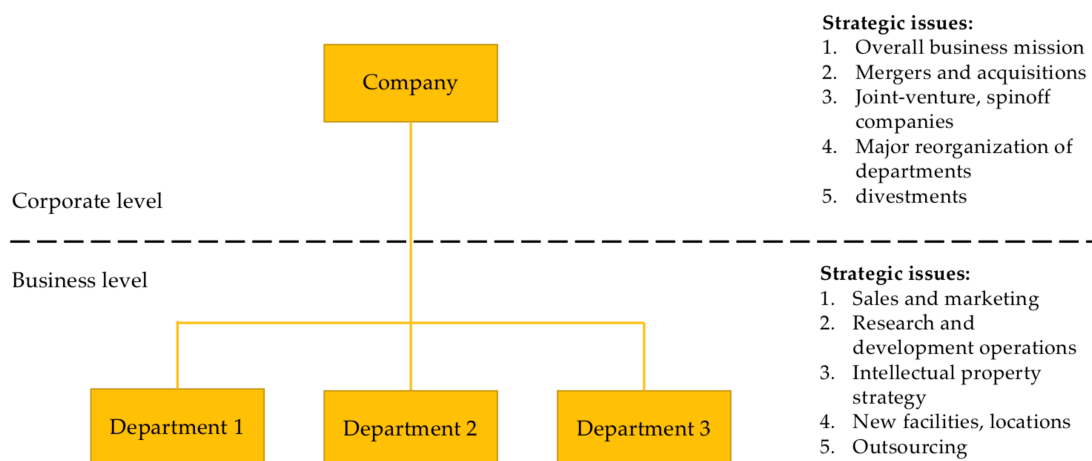 Strategic issues:
1. Overall business mission
2. Mergers and acquisitions
3. Joint-venture, spinoff
companies
4. Major reorganization of
departments
5. divestments
Company
Corporate level
Business level
Strategic issues:
1. Sales and marketing
2. Research and
development operations
3. Intellectual property
strategy
4. New facilities, locations
5. Outsourcing
Department 1
Department 2
Department 3